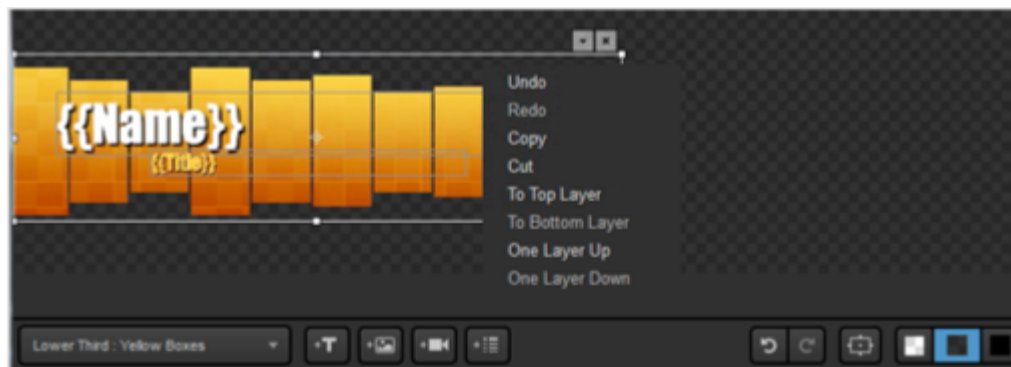 {{Name}}
{{Title}}
Undo
Redo
Copy
Cut
To Top Layer
To Bottom Layer
One Layer Up
One Layer Down
Lower Third : Yellow Boxes
+T